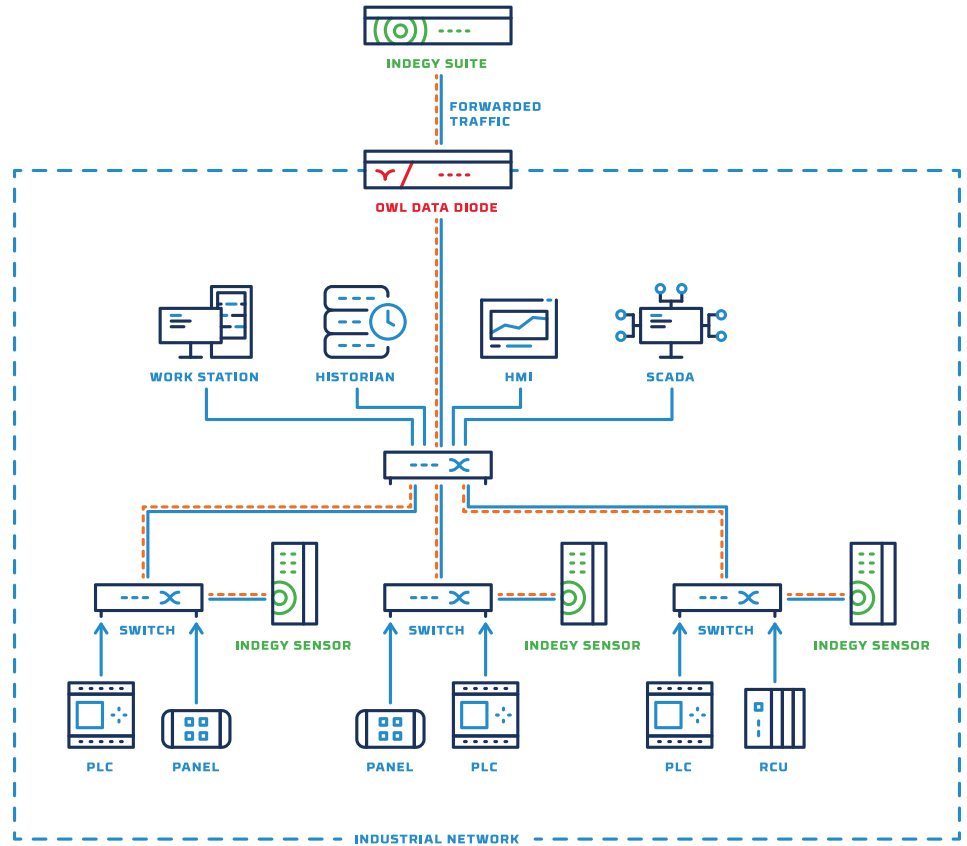 INDEGY SUITE
FORWARDED
TRAFFIC
OWL DATA DIODE
WORK STATION
HISTORIAN
HMI
SCADA
SWITCH
INDEGY SENSOR
SWITCH
INDEGY SENSOR
SWITCH
INDEGY SENSOR
PLC
PANEL
PANEL
PLC
PLC
RCU
INDUSTRIAL NETWORK